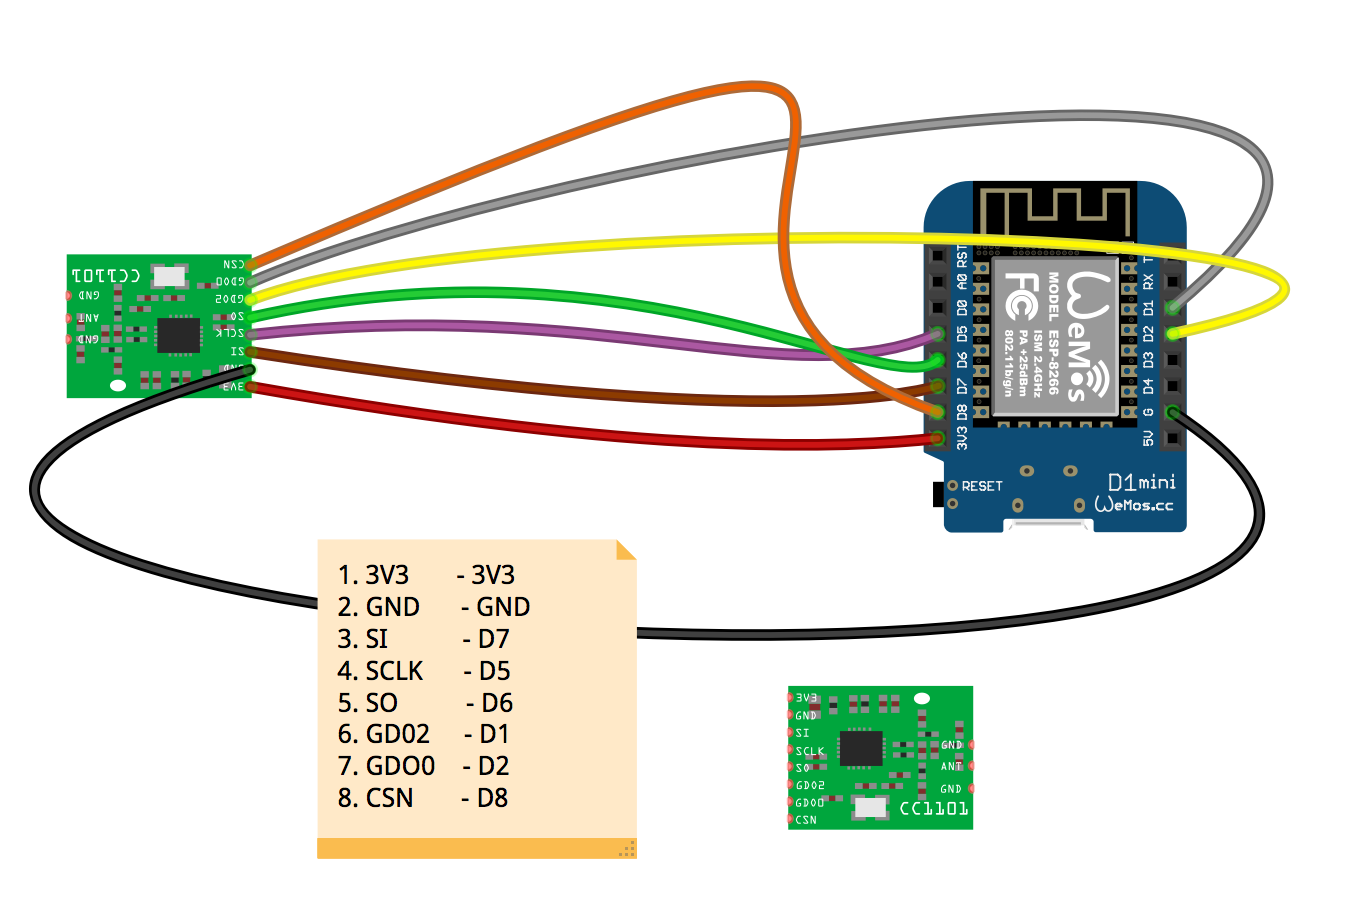 CC1101
GND
ANT
GND
CSN
GDO0
GDO2
SO
SCLK
SI
GND
3V3
RST
A0
D0
D5
D6
D7
D8
3V3
RX
D1
D2
D3
D4
G
5V
WeMos
MODEL ESP-8266
ISM 2.4GHz
PA +25dBm
802.11b/g/n
FC
RESET
D1mini
WeMos.cc
1. 3V3 - 3V3
2. GND - GND
3. SI - D7
4. SCLK - D5
5. SO - D6
6. GD02 - D1
7. GDO0 - D2
8. CSN - D8
3V3
GND
SI
SCLK
SO
GDO2
GDO0
CSN
GND
ANT
GND
CC1101